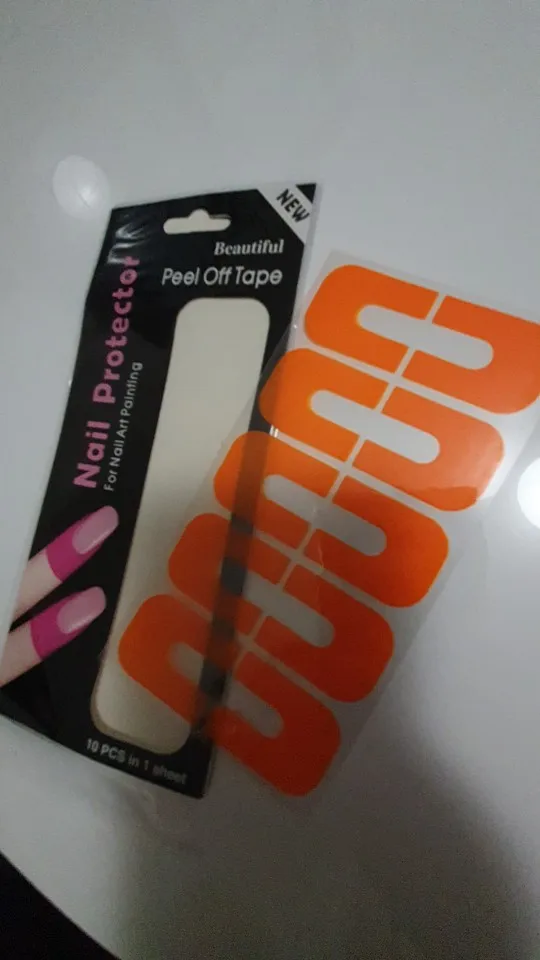 NEW
Beautiful
Peel Off Tape
Nail Protector
For Nail Art Painting
10 PCS in 1 sheet